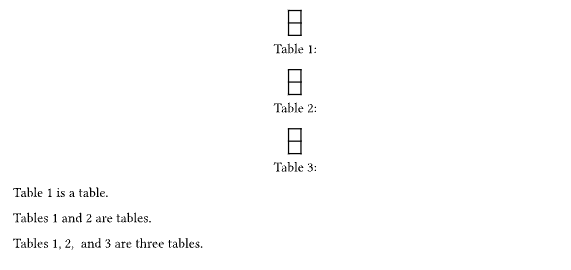 Table 1:
Table 2:
Table 3:
Table 1 is a table.
Tables 1 and 2 are tables.
Tables 1, 2,  and 3 are three tables.